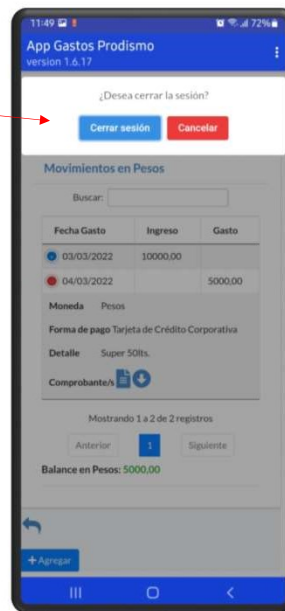 11:49 72%
App Gastos Prodismo
version 1.6.17
¿Desea cerrar la sesión?
Cerrar sesión Cancelar
Movimientos en Pesos
Buscar:
Fecha Gasto Ingreso Gasto
03/03/2022 10000,00
04/03/2022 5000,00
Moneda Pesos
Forma de pago Tarjeta de Crédito Corporativa
Detalle Super 50lts.
Comprobante/s
Mostrando 1 a 2 de 2 registros
Anterior 1 Siguiente
Balance en Pesos: 5000,00
+ Agregar